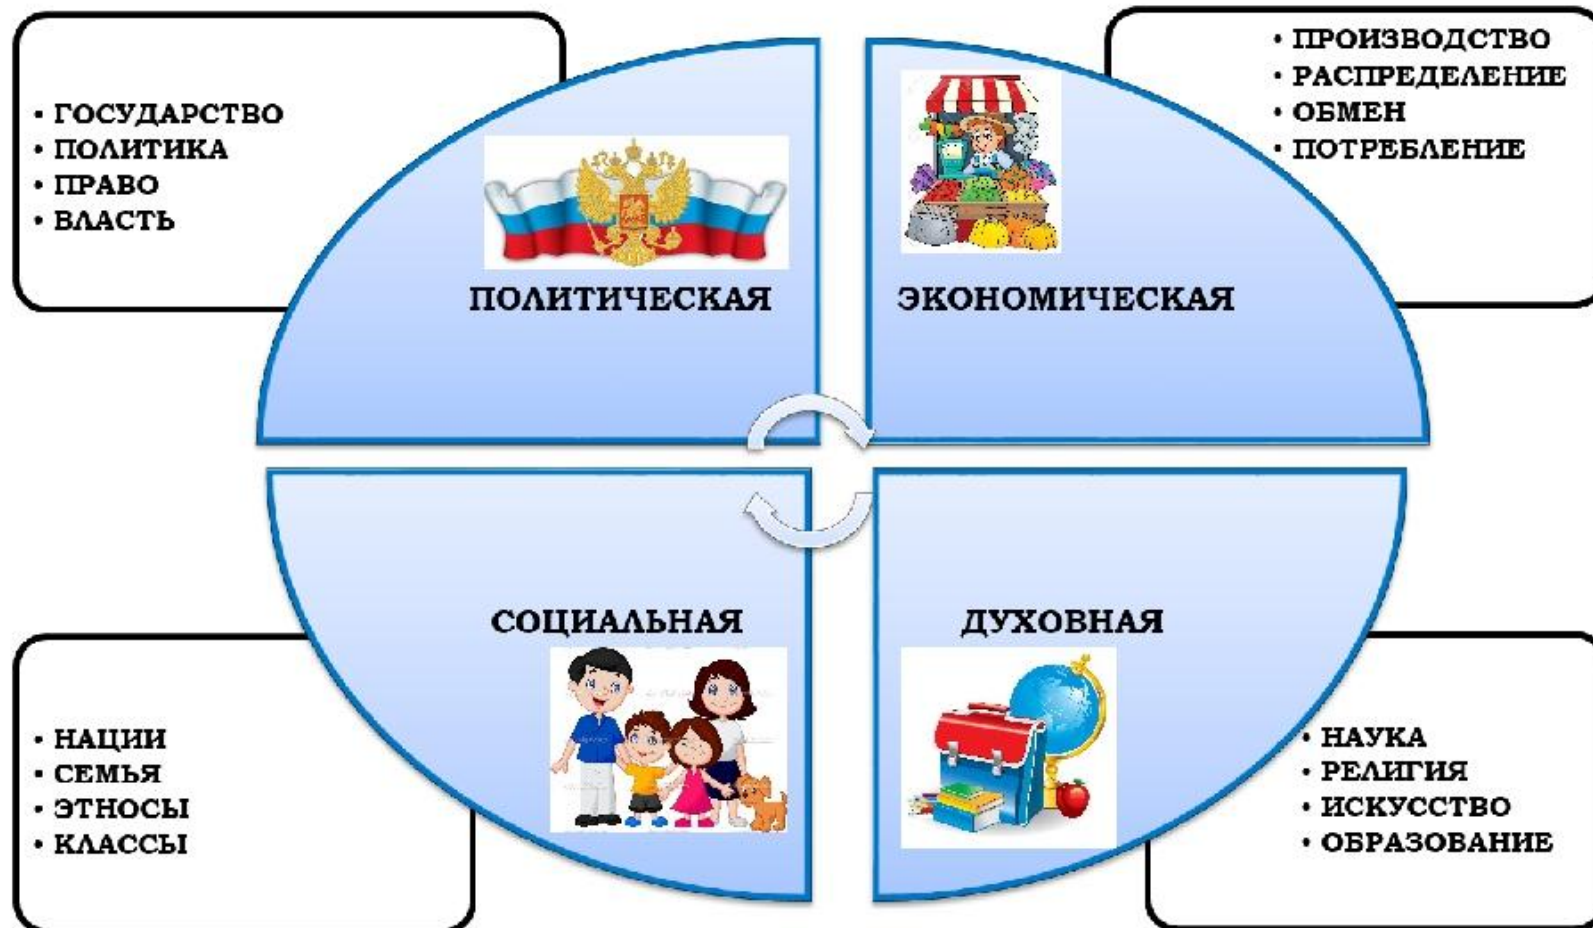 • ГОСУДАРСТВО
• ПОЛИТИКА
• ПРАВО
• ВЛАСТЬ
ПОЛИТИЧЕСКАЯ
• ПРОИЗВОДСТВО
• РАСПРЕДЕЛЕНИЕ
• ОБМЕН
• ПОТРЕБЛЕНИЕ
ЭКОНОМИЧЕСКАЯ
СОЦИАЛЬНАЯ
• НАЦИИ
• СЕМЬЯ
• ЭТНОСЫ
• КЛАССЫ
ДУХОВНАЯ
• НАУКА
• РЕЛИГИЯ
• ИСКУССТВО
• ОБРАЗОВАНИЕ